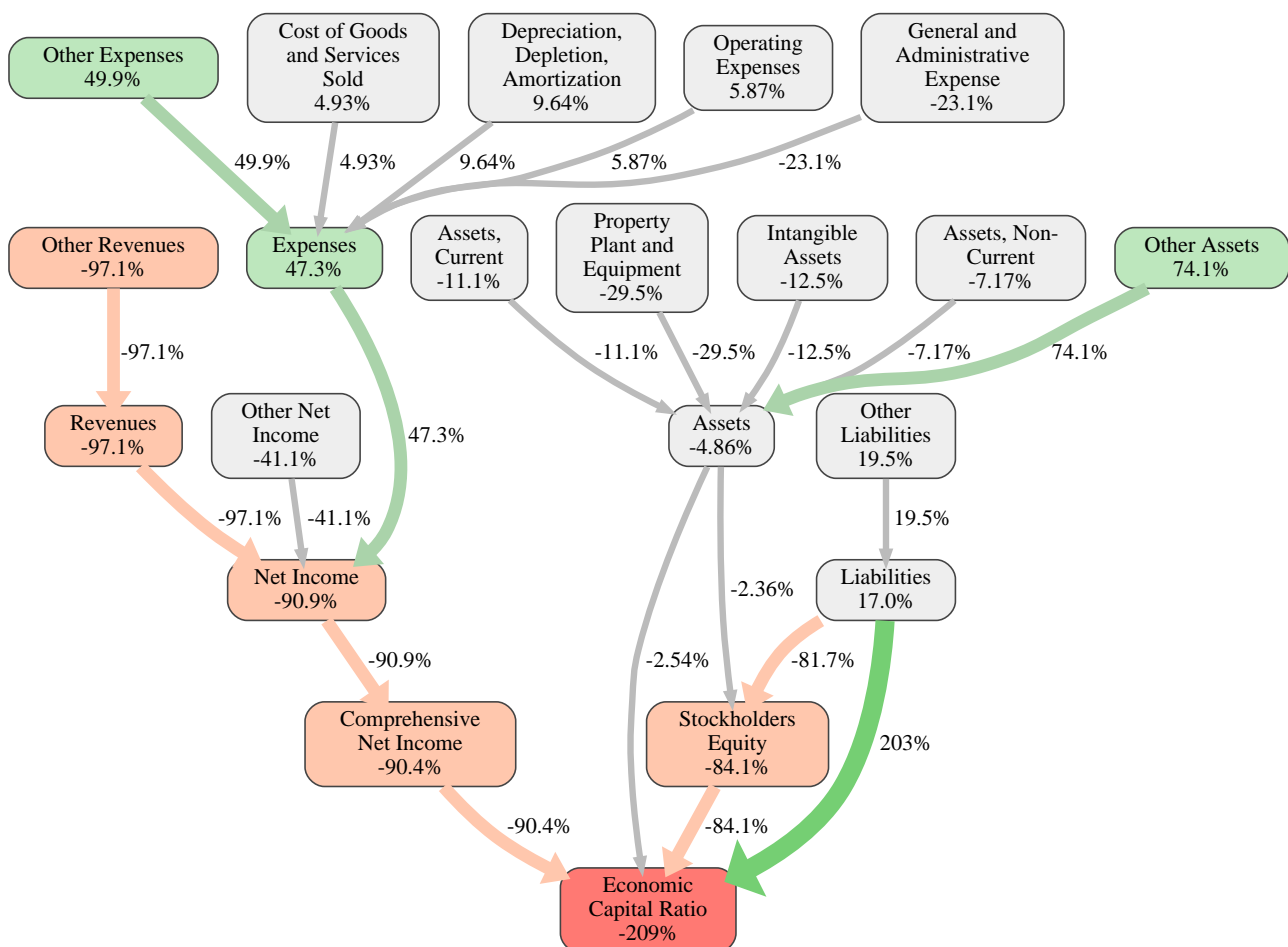 Other Expenses
49.9%
Cost of Goods
and Services
Sold
4.93%
Depreciation,
Depletion,
Amortization
9.64%
Operating
Expenses
5.87%
General and
Administrative
Expense
-23.1%
49.9%
4.93%
9.64%
5.87%
-23.1%
Other Revenues
-97.1%
Expenses
47.3%
Assets,
Current
-11.1%
Property
Plant and
Equipment
-29.5%
Intangible
Assets
-12.5%
Assets, Non-
Current
-7.17%
Other Assets
74.1%
-97.1%
-11.1%
-29.5%
-12.5%
-7.17%
74.1%
Revenues
-97.1%
Other Net
Income
-41.1%
47.3%
Assets
-4.86%
Other
Liabilities
19.5%
-97.1%
-41.1%
19.5%
Net Income
-90.9%
-2.36%
Liabilities
17.0%
-90.9%
-2.54%
-81.7%
Comprehensive
Net Income
-90.4%
Stockholders
Equity
-84.1%
203%
-90.4%
-84.1%
Economic
Capital Ratio
-209%